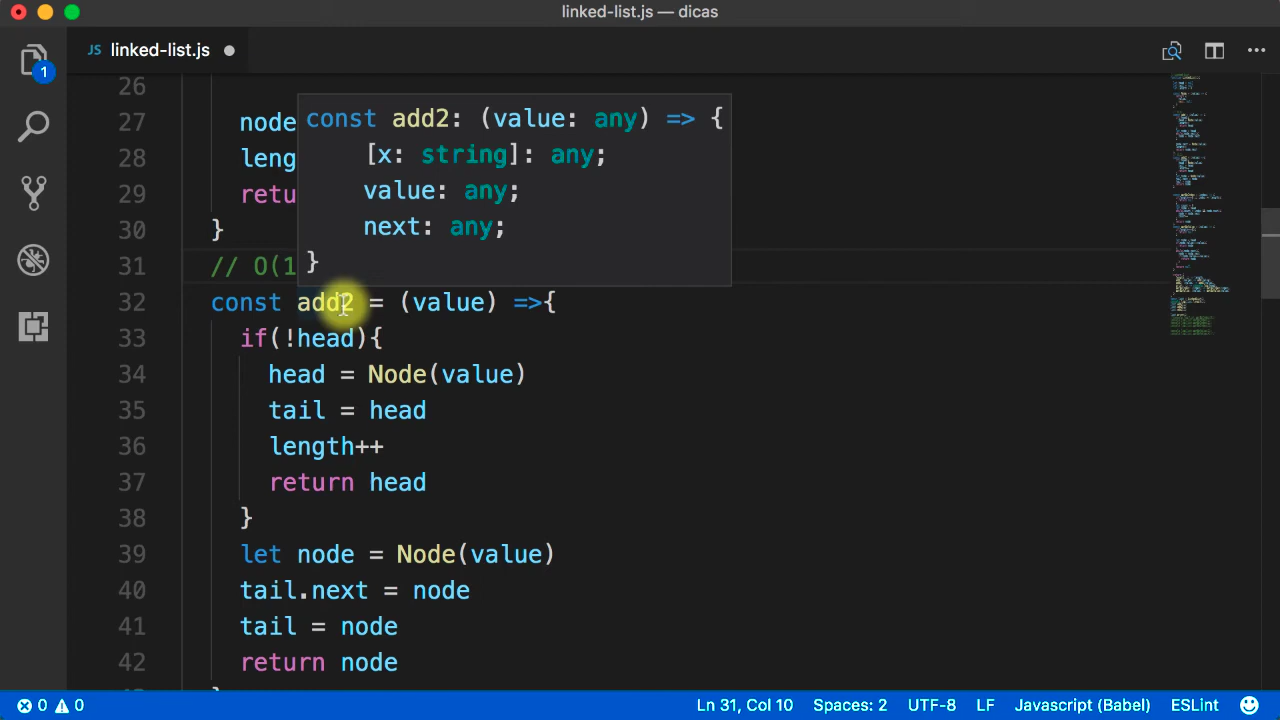 linked-list.js — dicas
JS linked-list.js
1
26
27 node
28 leng
29 retu
30 }
31 // O(1
const add2: (value: any) => {
[x: string]: any;
value: any;
next: any;
}
32 const add2 = (value) =>{
33 if(!head){
34 head = Node(value)
35 tail = head
36 length++
37 return head
38 }
39 let node = Node(value)
40 tail.next = node
41 tail = node
42 return node
0 0 Ln 31, Col 10 Spaces: 2 UTF-8 LF Javascript (Babel) ESLint